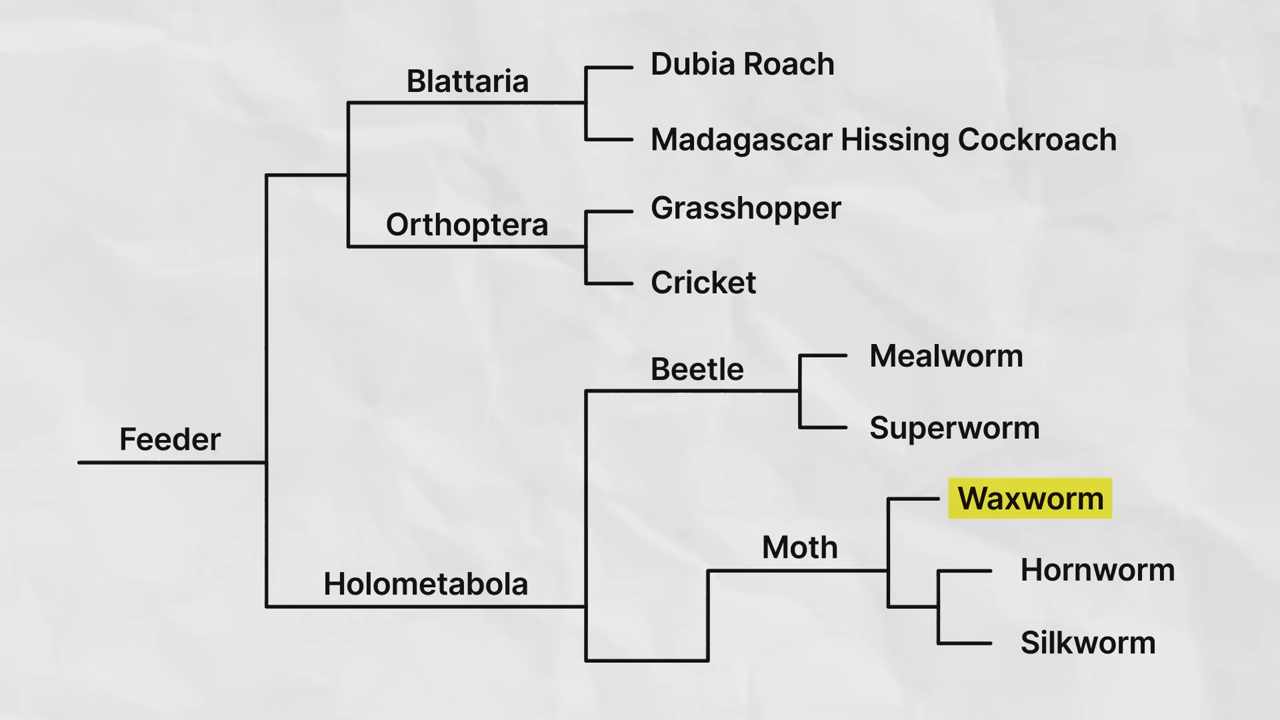 Blattaria
Dubia Roach
Madagascar Hissing Cockroach
Orthoptera
Grasshopper
Cricket
Beetle
Mealworm
Superworm
Feeder
Waxworm
Moth
Hornworm
Holometabola
Silkworm